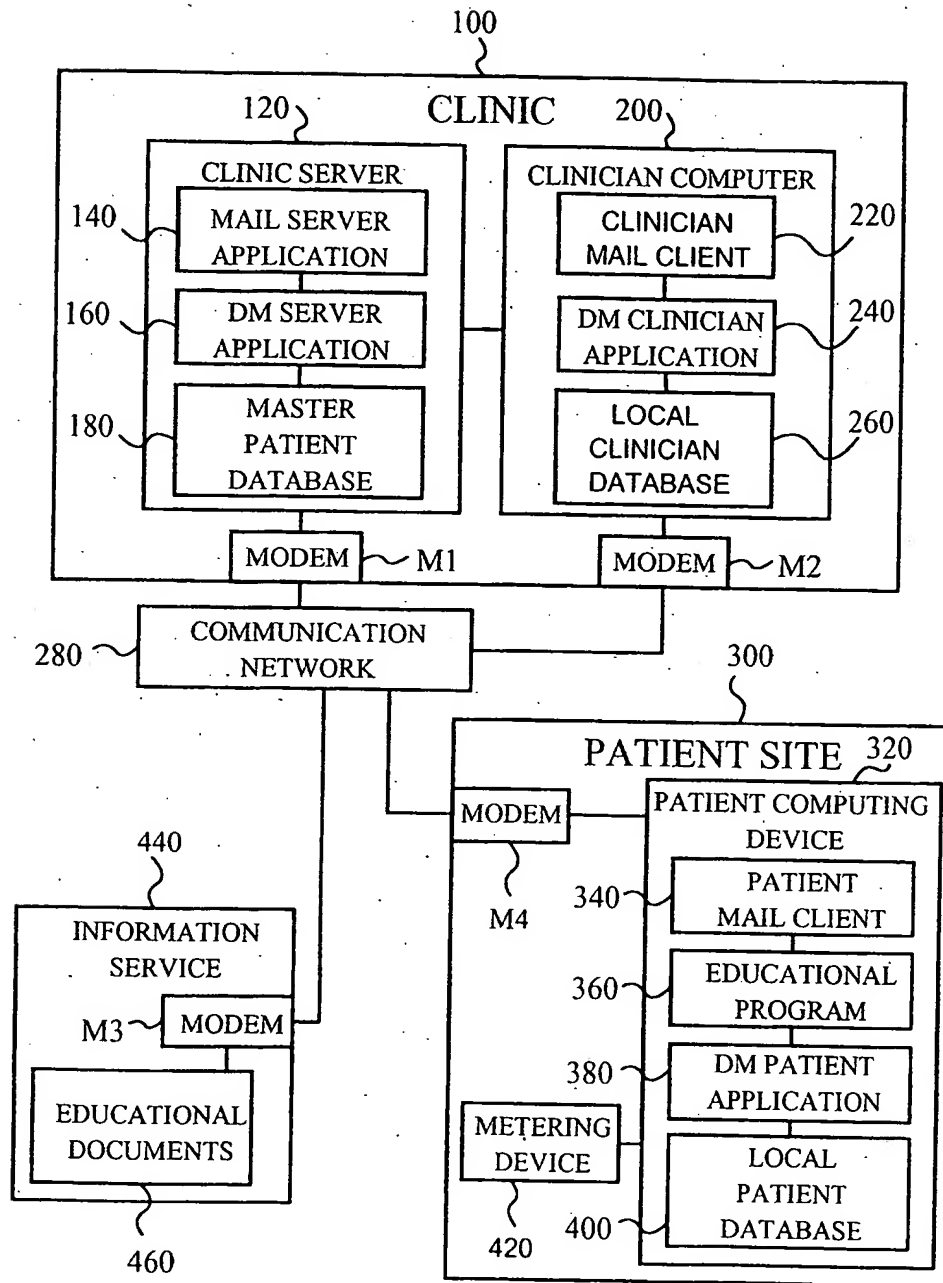 100
CLINIC
120
200
CLINIC SERVER
CLINICIAN COMPUTER
140
MAIL SERVER
APPLICATION
CLINICIAN
MAIL CLIENT
220
160
DM SERVER
APPLICATION
DM CLINICIAN
APPLICATION
240
180
MASTER
PATIENT
DATABASE
LOCAL
CLINICIAN
DATABASE
260
MODEM
M1
MODEM
M2
280
COMMUNICATION
NETWORK
300
PATIENT SITE
320
MODEM
M4
PATIENT COMPUTING
DEVICE
340
PATIENT
MAIL CLIENT
360
EDUCATIONAL
PROGRAM
380
DM PATIENT
APPLICATION
METERING
DEVICE
420
400
LOCAL
PATIENT
DATABASE
440
INFORMATION
SERVICE
M3
MODEM
EDUCATIONAL
DOCUMENTS
460